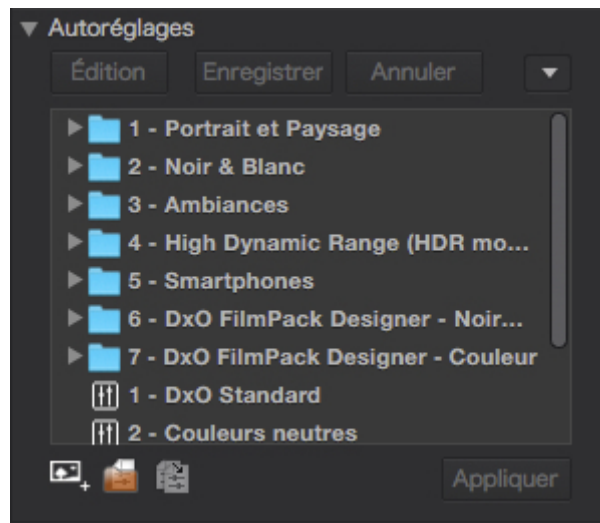 Autoréglages
Édition Enregistrer Annuler
1 - Portrait et Paysage
2 - Noir & Blanc
3 - Ambiances
4 - High Dynamic Range (HDR mo...
5 - Smartphones
6 - DxO FilmPack Designer - Noir...
7 - DxO FilmPack Designer - Couleur
1 - DxO Standard
2 - Couleurs neutres
Appliquer